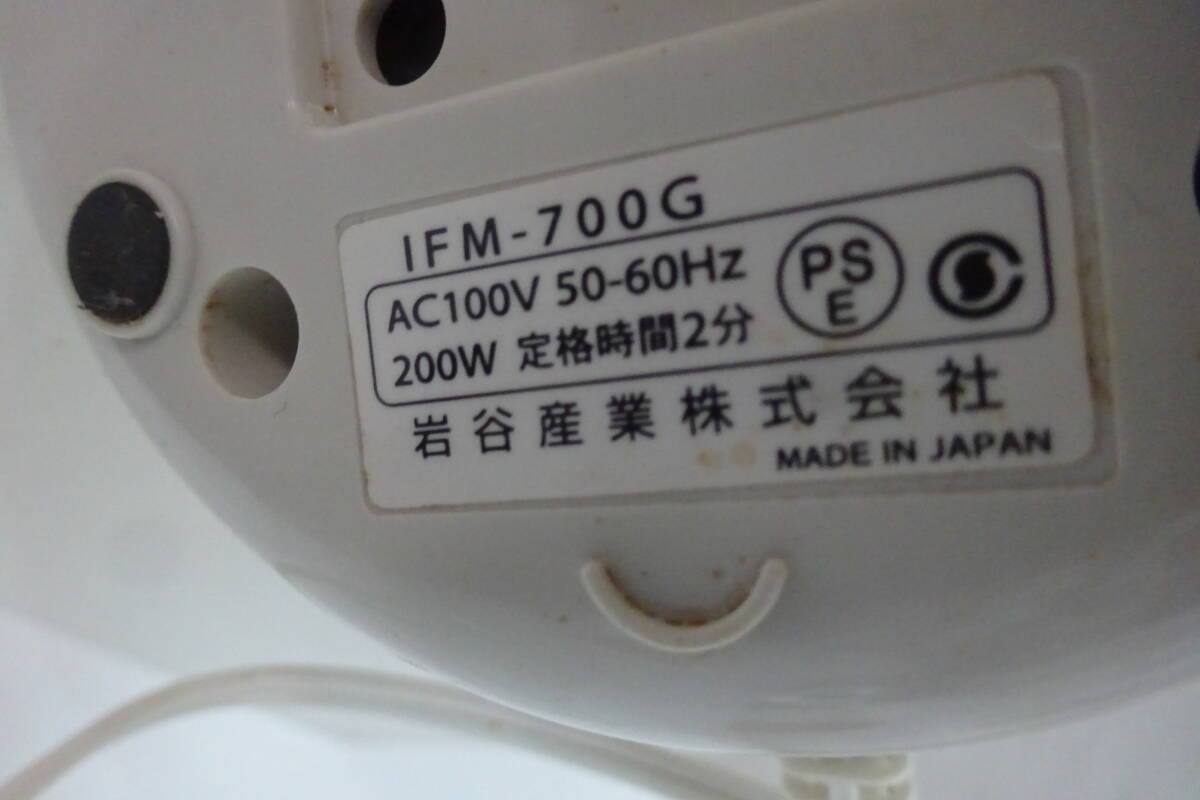 IFM-700G
AC100V 50-60Hz
200W 定格時間2分
PS
E
岩谷産業株式会社
MADE IN JAPAN